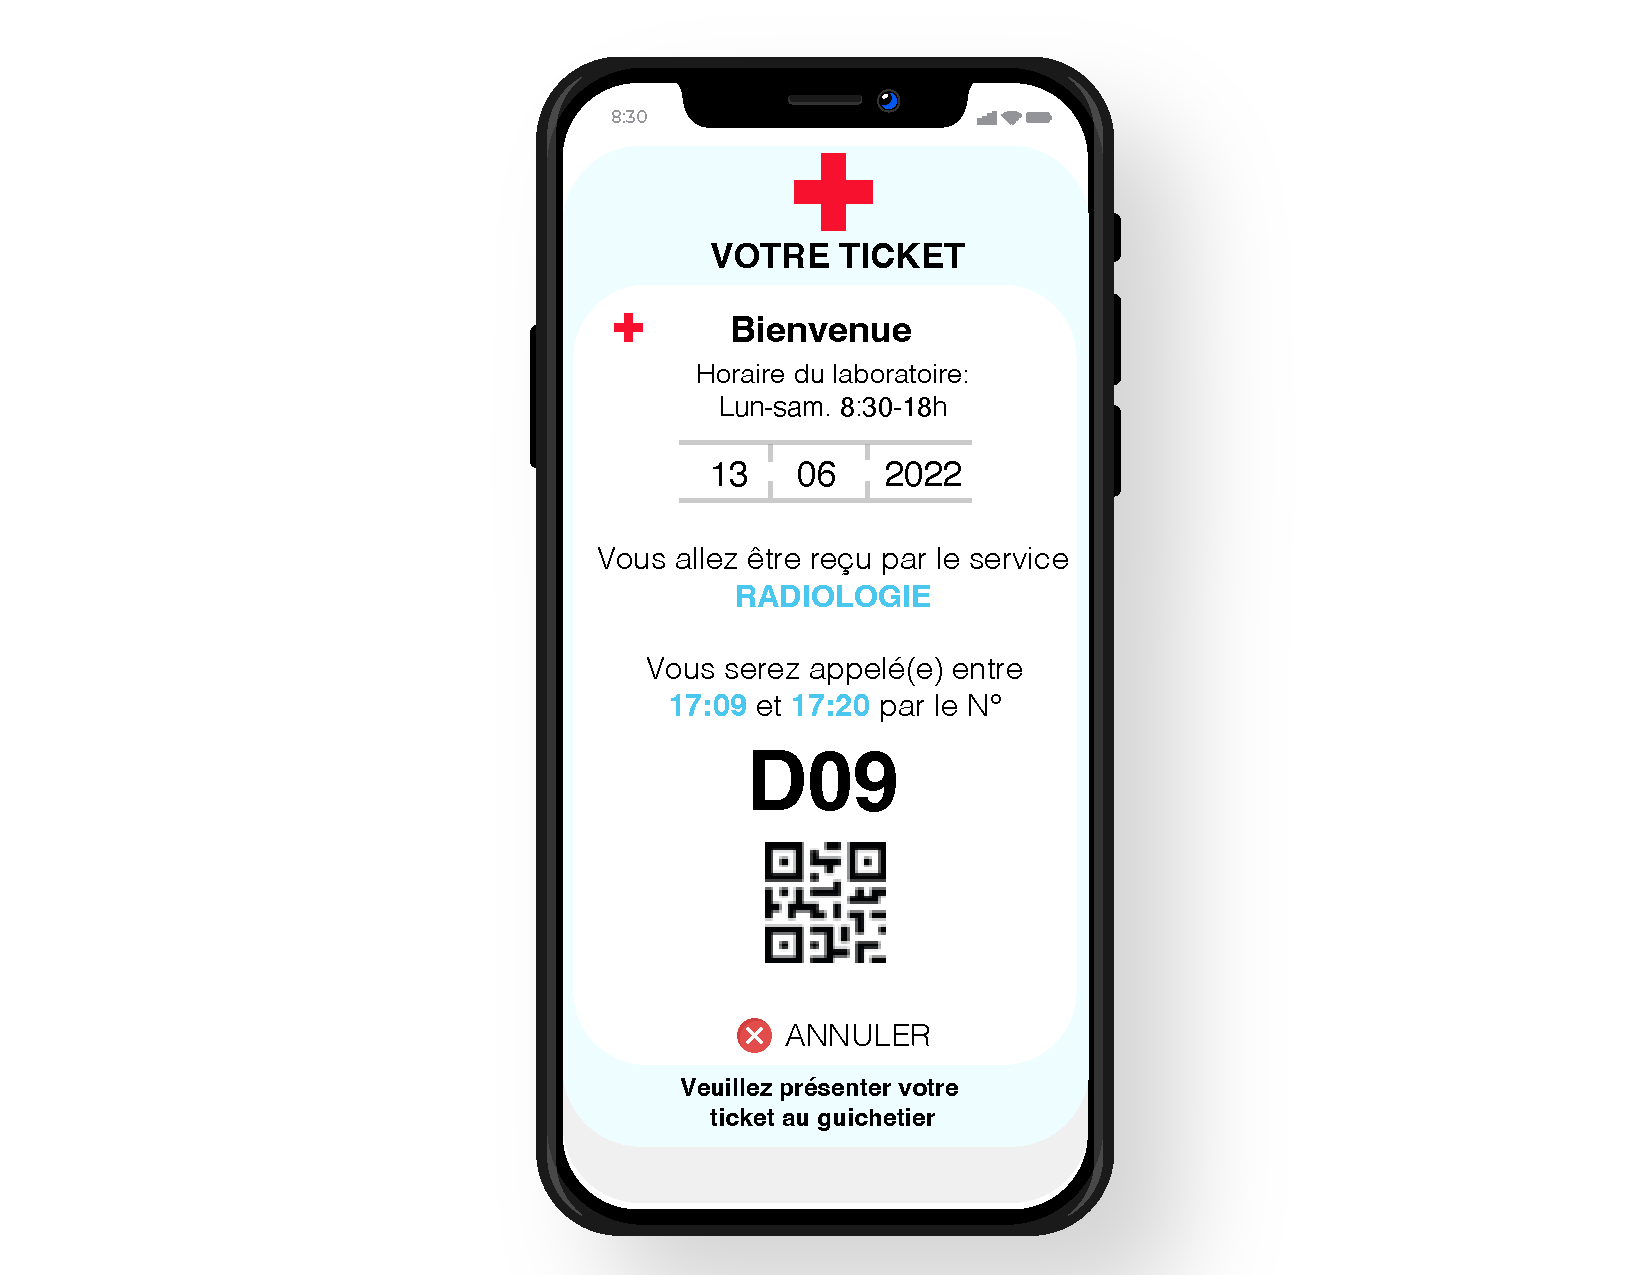 8:30
VOTRE TICKET
Bienvenue
Horaire du laboratoire:
Lun-sam. 8:30-18h
13 06 2022
Vous allez être reçu par le service
RADIOLOGIE
Vous serez appelé(e) entre
17:09 et 17:20 par le N°
D09
ANNULER
Veuillez présenter votre
ticket au guichetier